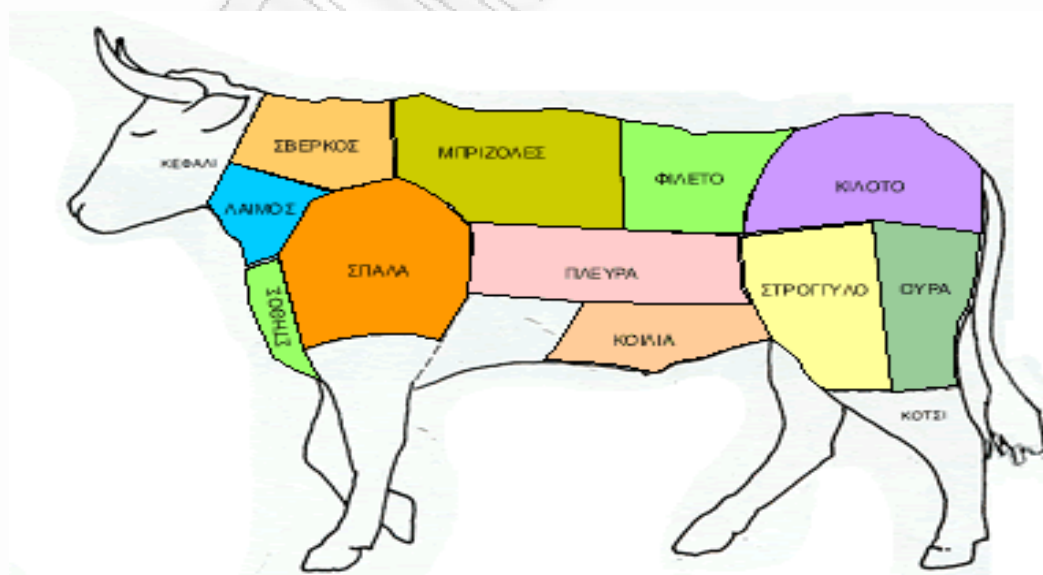 ΚΕΦΑΛΙ
ΣΒΕΡΚΟΣ
ΜΠΡΙΖΟΛΕΣ
ΦΙΛΕΤΟ
ΚΙΛΟΤΟ
ΛΑΙΜΟΣ
ΣΠΑΛΑ
ΠΛΕΥΡΑ
ΣΤΡΟΓΓΥΛΟ
ΟΥΡΑ
ΣΤΗΘΟΣ
ΚΟΙΛΙΑ
ΚΟΤΣΙ